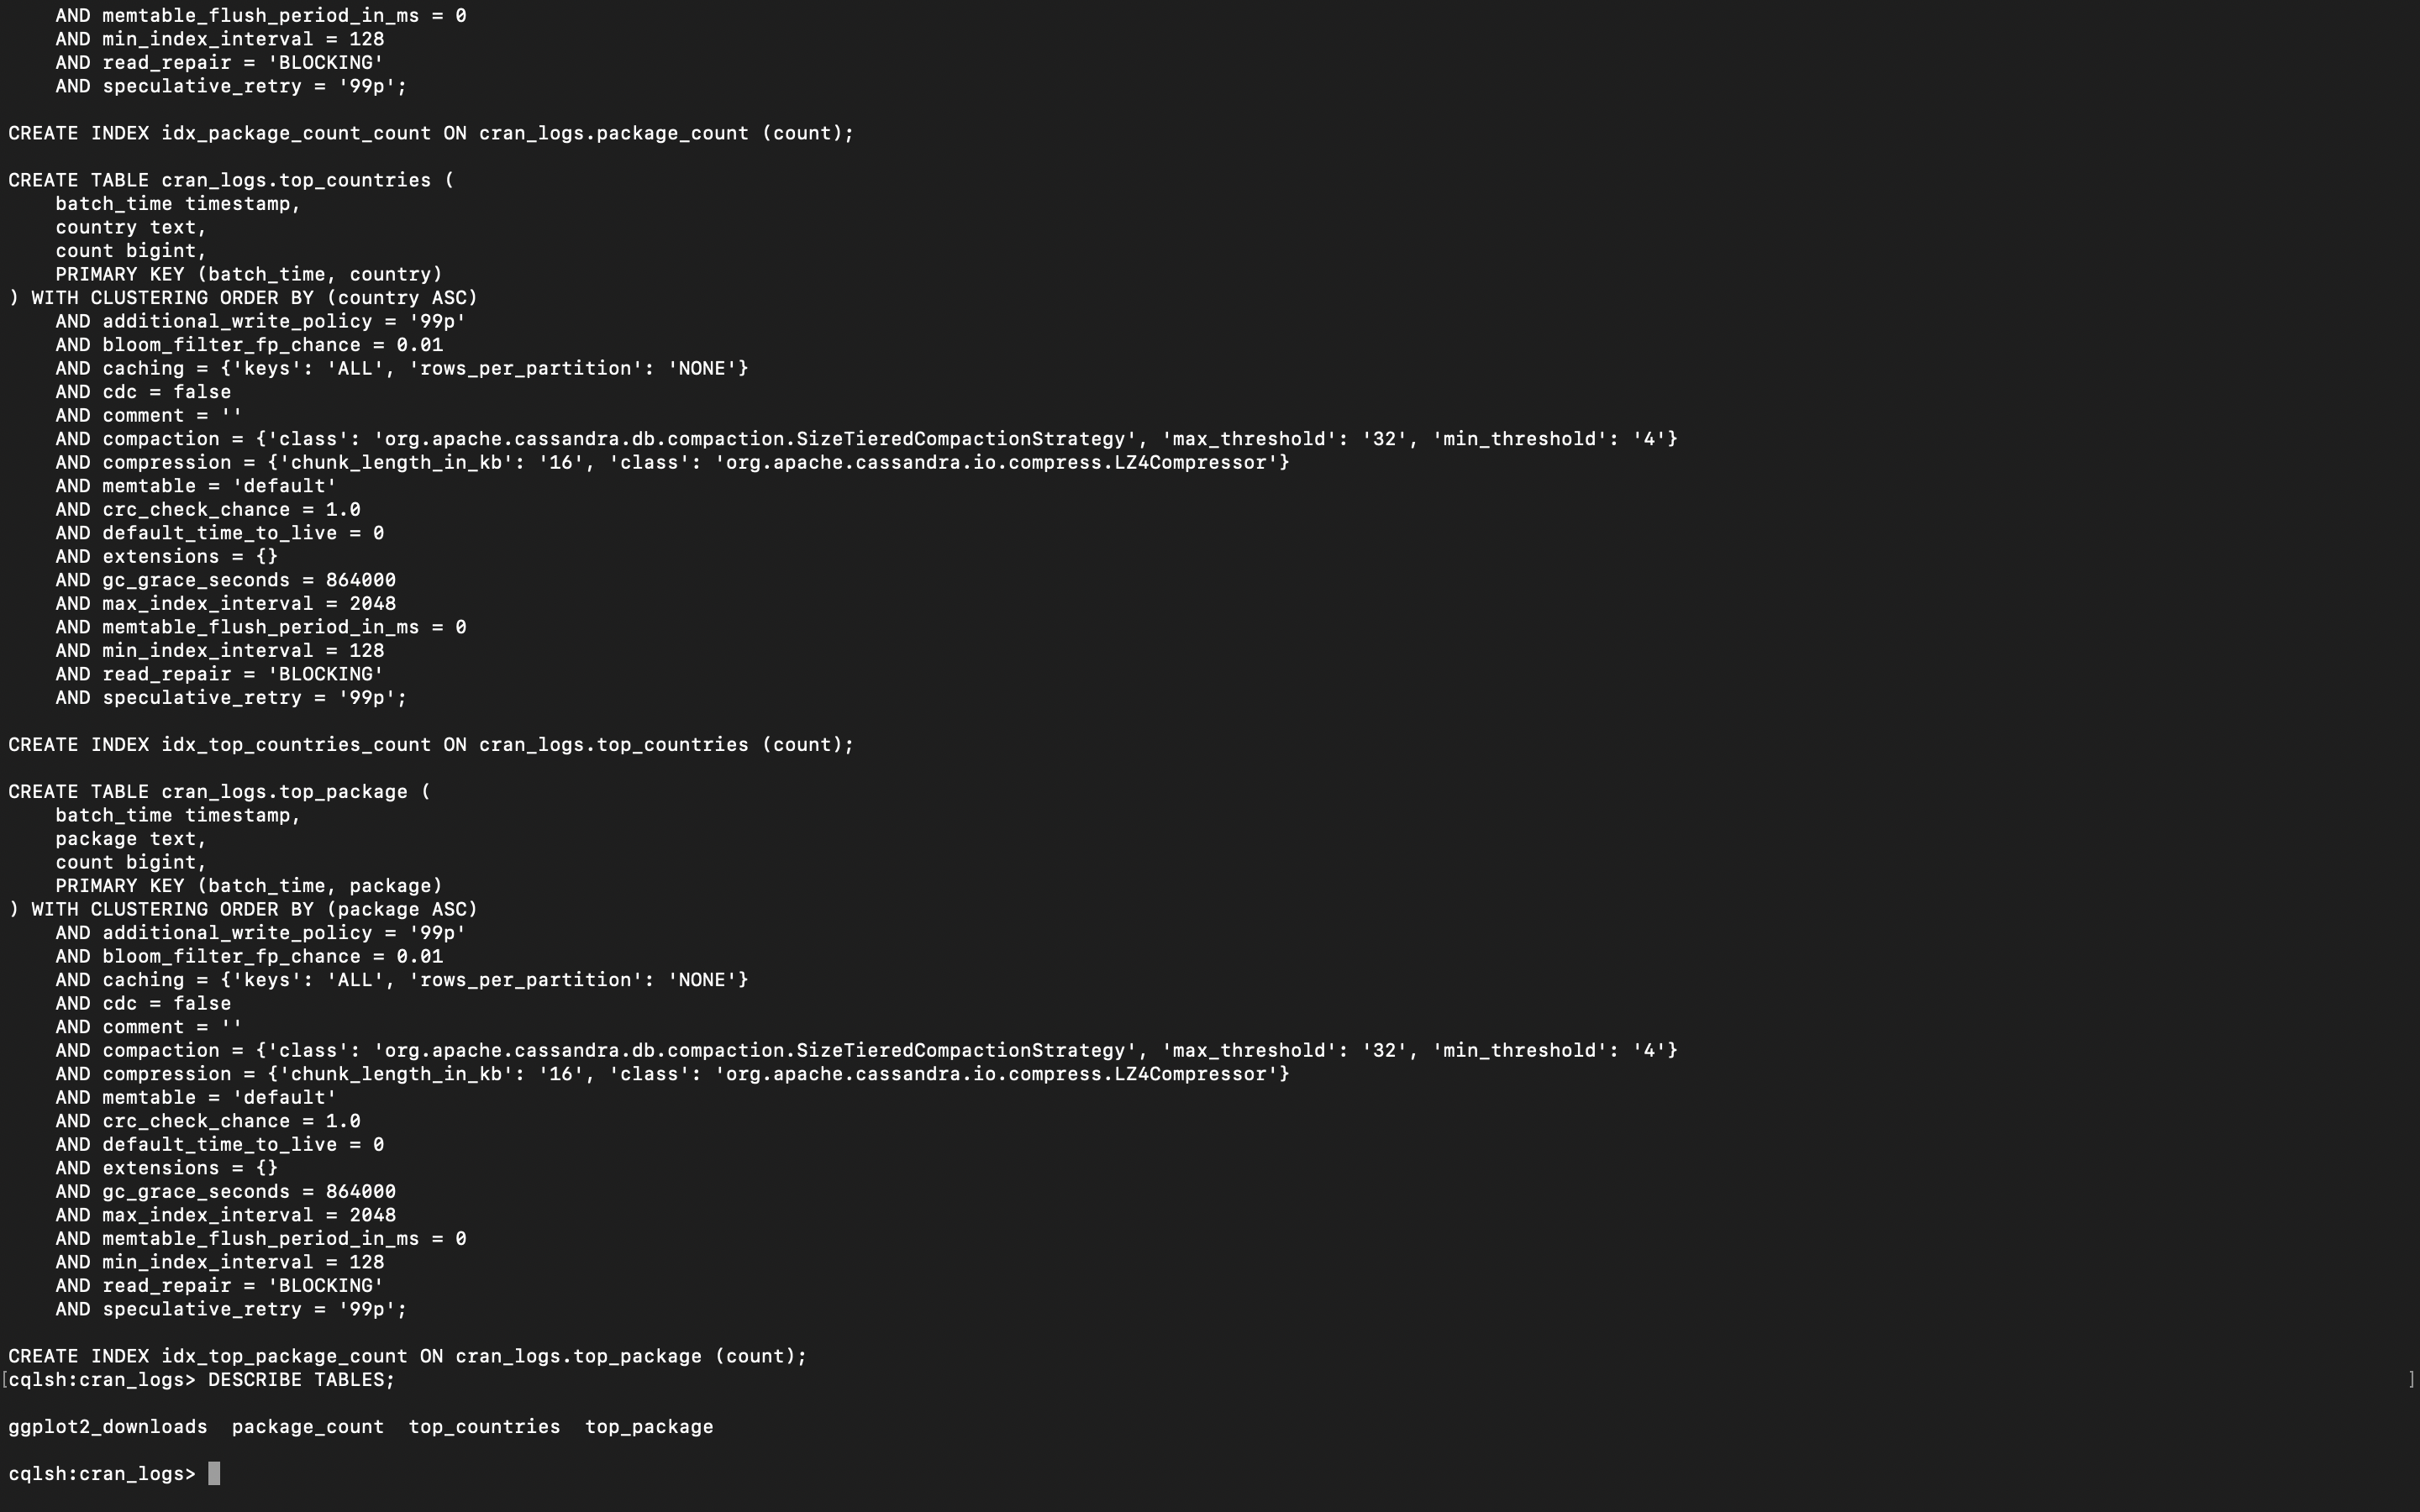 AND memtable_flush_period_in_ms = 0
    AND min_index_interval = 128
    AND read_repair = 'BLOCKING'
    AND speculative_retry = '99p';

CREATE INDEX idx_package_count_count ON cran_logs.package_count (count);

CREATE TABLE cran_logs.top_countries (
    batch_time timestamp,
    country text,
    count bigint,
    PRIMARY KEY (batch_time, country)
) WITH CLUSTERING ORDER BY (country ASC)
    AND additional_write_policy = '99p'
    AND bloom_filter_fp_chance = 0.01
    AND caching = {'keys': 'ALL', 'rows_per_partition': 'NONE'}
    AND cdc = false
    AND comment = ''
    AND compaction = {'class': 'org.apache.cassandra.db.compaction.SizeTieredCompactionStrategy', 'max_threshold': '32', 'min_threshold': '4'}
    AND compression = {'chunk_length_in_kb': '16', 'class': 'org.apache.cassandra.io.compress.LZ4Compressor'}
    AND memtable = 'default'
    AND crc_check_chance = 1.0
    AND default_time_to_live = 0
    AND extensions = {}
    AND gc_grace_seconds = 864000
    AND max_index_interval = 2048
    AND memtable_flush_period_in_ms = 0
    AND min_index_interval = 128
    AND read_repair = 'BLOCKING'
    AND speculative_retry = '99p';

CREATE INDEX idx_top_countries_count ON cran_logs.top_countries (count);

CREATE TABLE cran_logs.top_package (
    batch_time timestamp,
    package text,
    count bigint,
    PRIMARY KEY (batch_time, package)
) WITH CLUSTERING ORDER BY (package ASC)
    AND additional_write_policy = '99p'
    AND bloom_filter_fp_chance = 0.01
    AND caching = {'keys': 'ALL', 'rows_per_partition': 'NONE'}
    AND cdc = false
    AND comment = ''
    AND compaction = {'class': 'org.apache.cassandra.db.compaction.SizeTieredCompactionStrategy', 'max_threshold': '32', 'min_threshold': '4'}
    AND compression = {'chunk_length_in_kb': '16', 'class': 'org.apache.cassandra.io.compress.LZ4Compressor'}
    AND memtable = 'default'
    AND crc_check_chance = 1.0
    AND default_time_to_live = 0
    AND extensions = {}
    AND gc_grace_seconds = 864000
    AND max_index_interval = 2048
    AND memtable_flush_period_in_ms = 0
    AND min_index_interval = 128
    AND read_repair = 'BLOCKING'
    AND speculative_retry = '99p';

CREATE INDEX idx_top_package_count ON cran_logs.top_package (count);
[cqlsh:cran_logs> DESCRIBE TABLES; ]

ggplot2_downloads  package_count  top_countries  top_package

cqlsh:cran_logs>